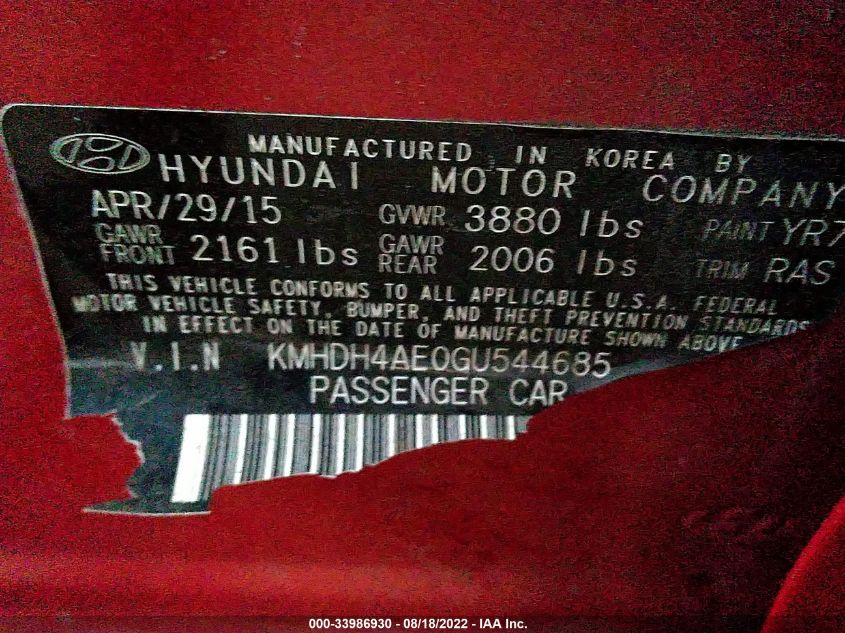 MANUFACTURED IN KOREA BY
HYUNDAI MOTOR COMPANY
APR/29/15 GVWR 3880 lbs PAINT YR7
GAWR FRONT 2161 lbs GAWR REAR 2006 lbs TRIM RAS
THIS VEHICLE CONFORMS TO ALL APPLICABLE U.S.A. FEDERAL
MOTOR VEHICLE SAFETY, BUMPER, AND THEFT PREVENTION STANDARDS
IN EFFECT ON THE DATE OF MANUFACTURE SHOWN ABOVE
V.I.N KMHDH4AE0GU544685
PASSENGER CAR
000-33986930 - 08/18/2022 - IAA Inc.